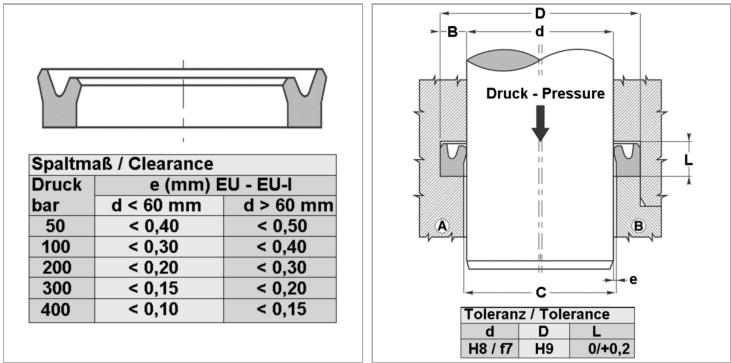 Spaltmaß / Clearance
Druck bar e (mm) EU - EU-I
d < 60 mm d > 60 mm
50 < 0,40 < 0,50
100 < 0,30 < 0,40
200 < 0,20 < 0,30
300 < 0,15 < 0,20
400 < 0,10 < 0,15
D
B d
Druck - Pressure
L
A B
e
C
Toleranz / Tolerance
d D L
H8 / f7 H9 0/+0,2